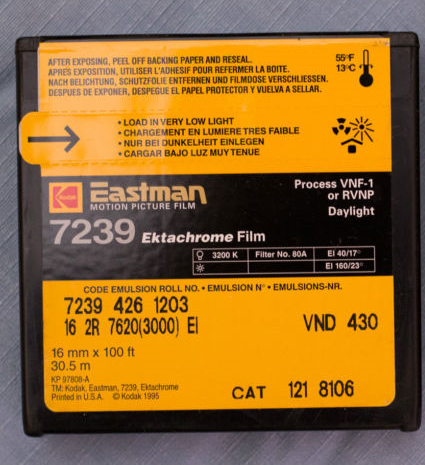 AFTER EXPOSING, PEEL OFF BACKING PAPER AND RESEAL.
APRES EXPOSITION, UTILISER L'ADHESIF POUR REFERMER LA BOITE.
NACH BELICHTUNG, SCHUTZFOLIE ENTFERNEN UND FILMDOSE VERSCHLIESSEN.
DESPUES DE EXPONER, DESPEGUE EL PAPEL PROTECTOR Y VUELVA A SELLAR.
55°F
13°C
• LOAD IN VERY LOW LIGHT
• CHARGEMENT EN LUMIERE TRES FAIBLE
• NUR BEI DUNKELHEIT EINLEGEN
• CARGAR BAJO LUZ MUY TENUE
Kodak
Eastman
MOTION PICTURE FILM
Process VNF-1
or RVNP
Daylight
7239 Ektachrome Film
3200 K Filter No. 80A EI 40/17°
EI 160/23°
CODE EMULSION ROLL NO. • EMULSION N° • EMULSIONS-NR.
7239 426 1203
16 2R 7620(3000) EI VND 430
16 mm x 100 ft
30.5 m
KP 97808-A
TM: Kodak, Eastman, 7239, Ektachrome
Printed in U.S.A. © Kodak 1995
CAT 121 8106